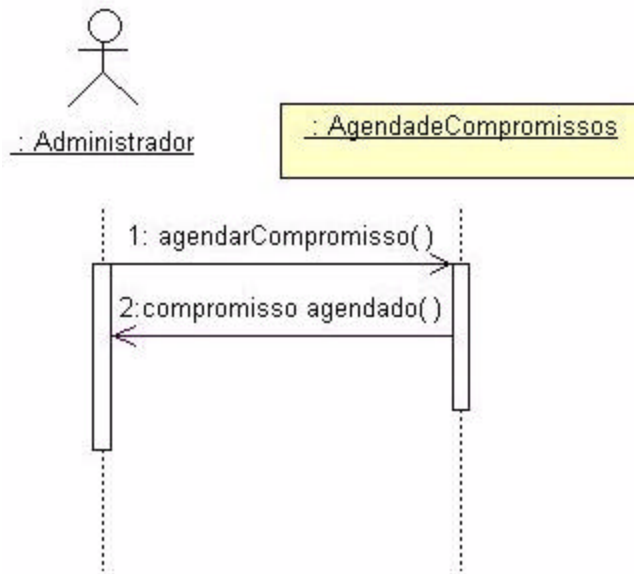 : Administrador
: AgendadeCompromissos
1: agendarCompromisso( )
2:compromisso agendado( )